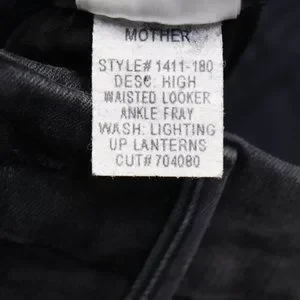 MOTHER
STYLE# 1411-180
DESC: HIGH
WAISTED LOOKER
ANKLE FRAY
WASH: LIGHTING
UP LANTERNS
CUT# 704080